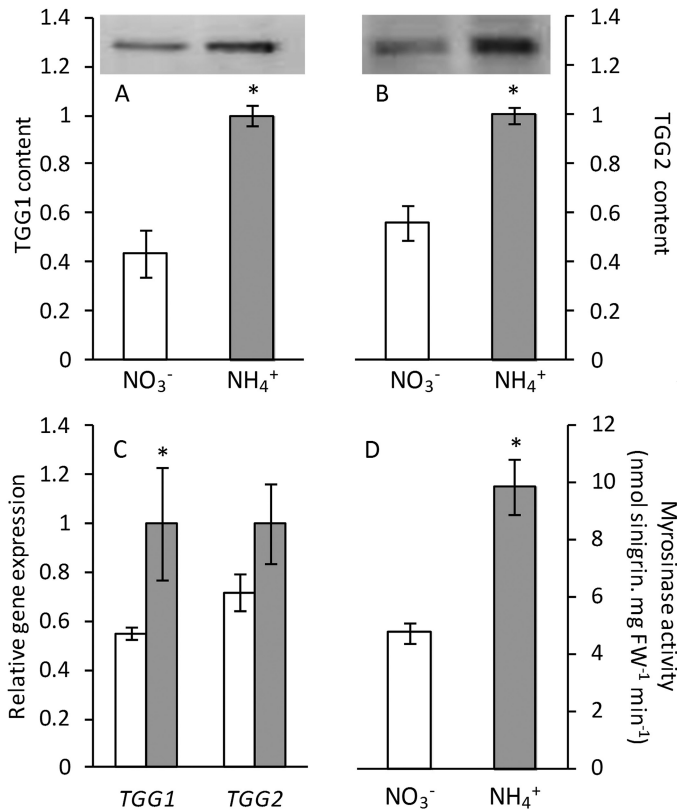 A
*
TGG1 content
1.4
1.2
1
0.8
0.6
0.4
0.2
0
NO₃⁻
NH₄⁺
B
*
1.4
1.2
1
0.8
0.6
0.4
0.2
0
TGG2 content
NO₃⁻
NH₄⁺
C
*
Relative gene expression
1.4
1.2
1
0.8
0.6
0.4
0.2
0
TGG1
TGG2
D
*
12
10
8
6
4
2
0
Myrosinase activity
(nmol sinigrin. mg FW⁻¹ min⁻¹)
NO₃⁻
NH₄⁺